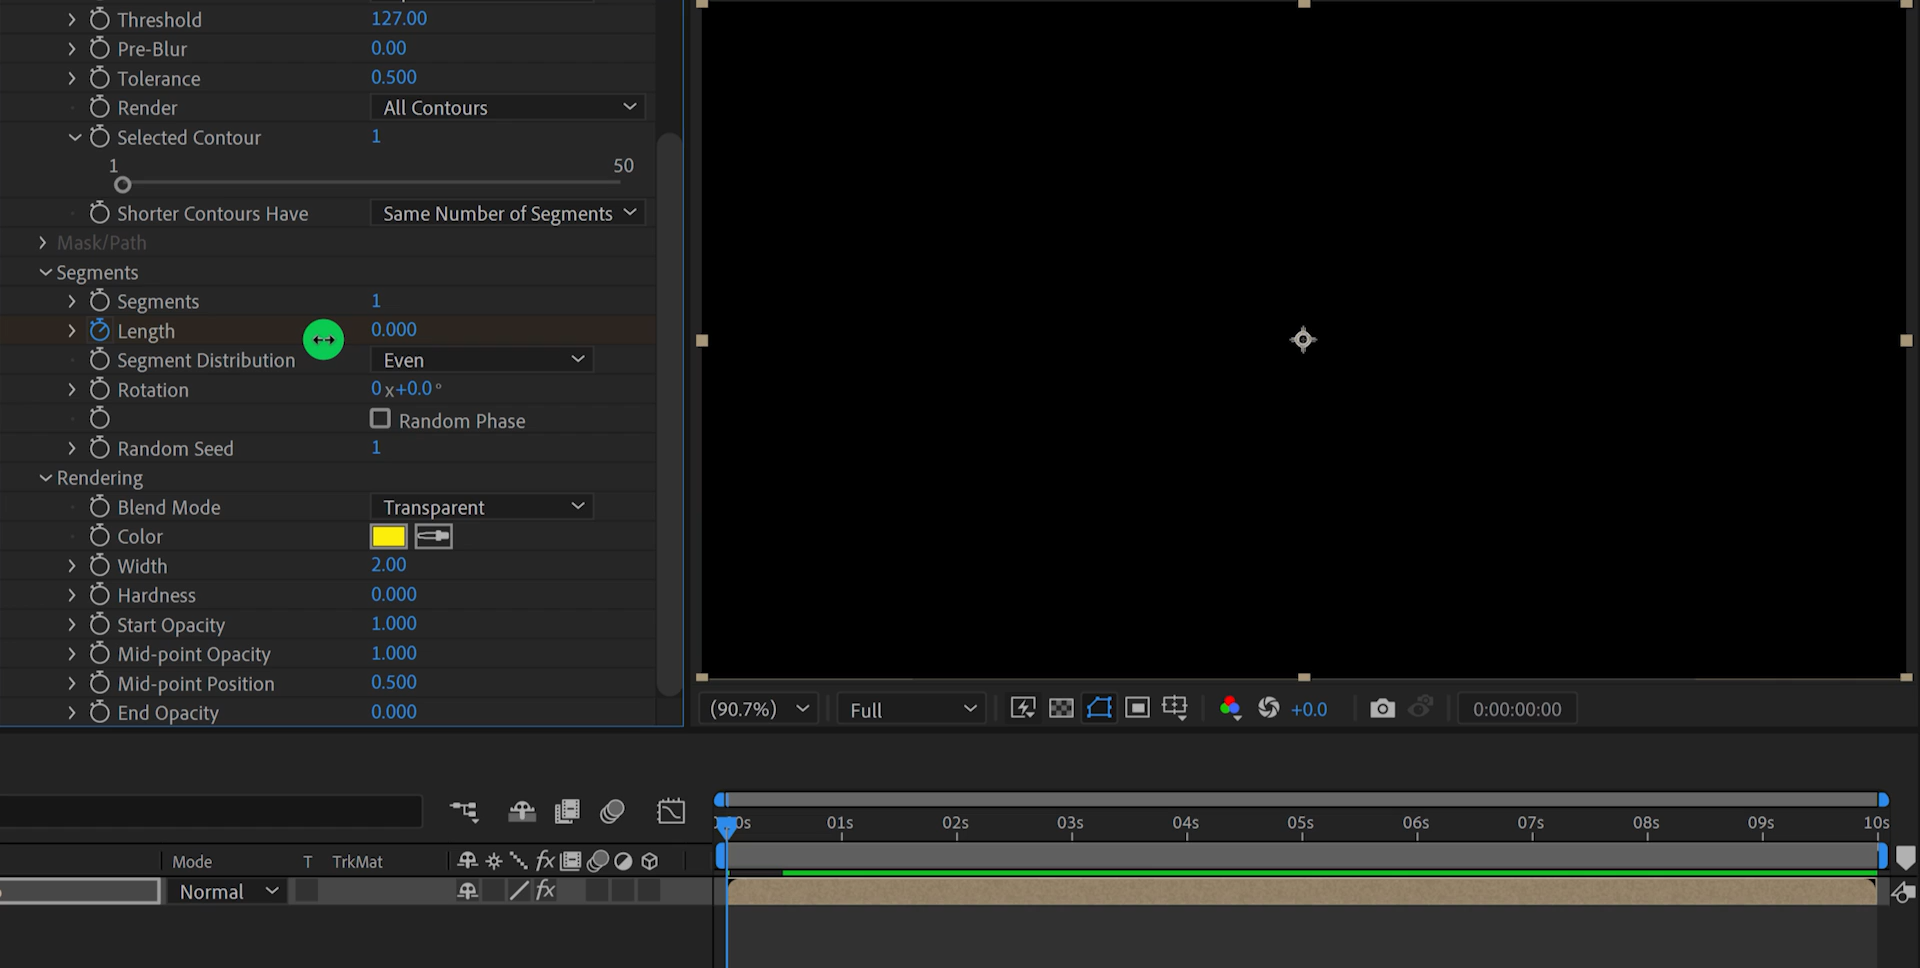 Threshold 127.00
Pre-Blur 0.00
Tolerance 0.500
Render All Contours
Selected Contour 1
1 50
Shorter Contours Have Same Number of Segments
Mask/Path
Segments
Segments 1
Length 0.000
Segment Distribution Even
Rotation 0x+0.0°
Random Phase
Random Seed 1
Rendering
Blend Mode Transparent
Color
Width 2.00
Hardness 0.000
Start Opacity 1.000
Mid-point Opacity 1.000
Mid-point Position 0.500
End Opacity 0.000
(90.7%) Full +0.0 0:00:00:00
01s 02s 03s 04s 05s 06s 07s 08s 09s 10s
Mode T TrkMat fx
Normal fx